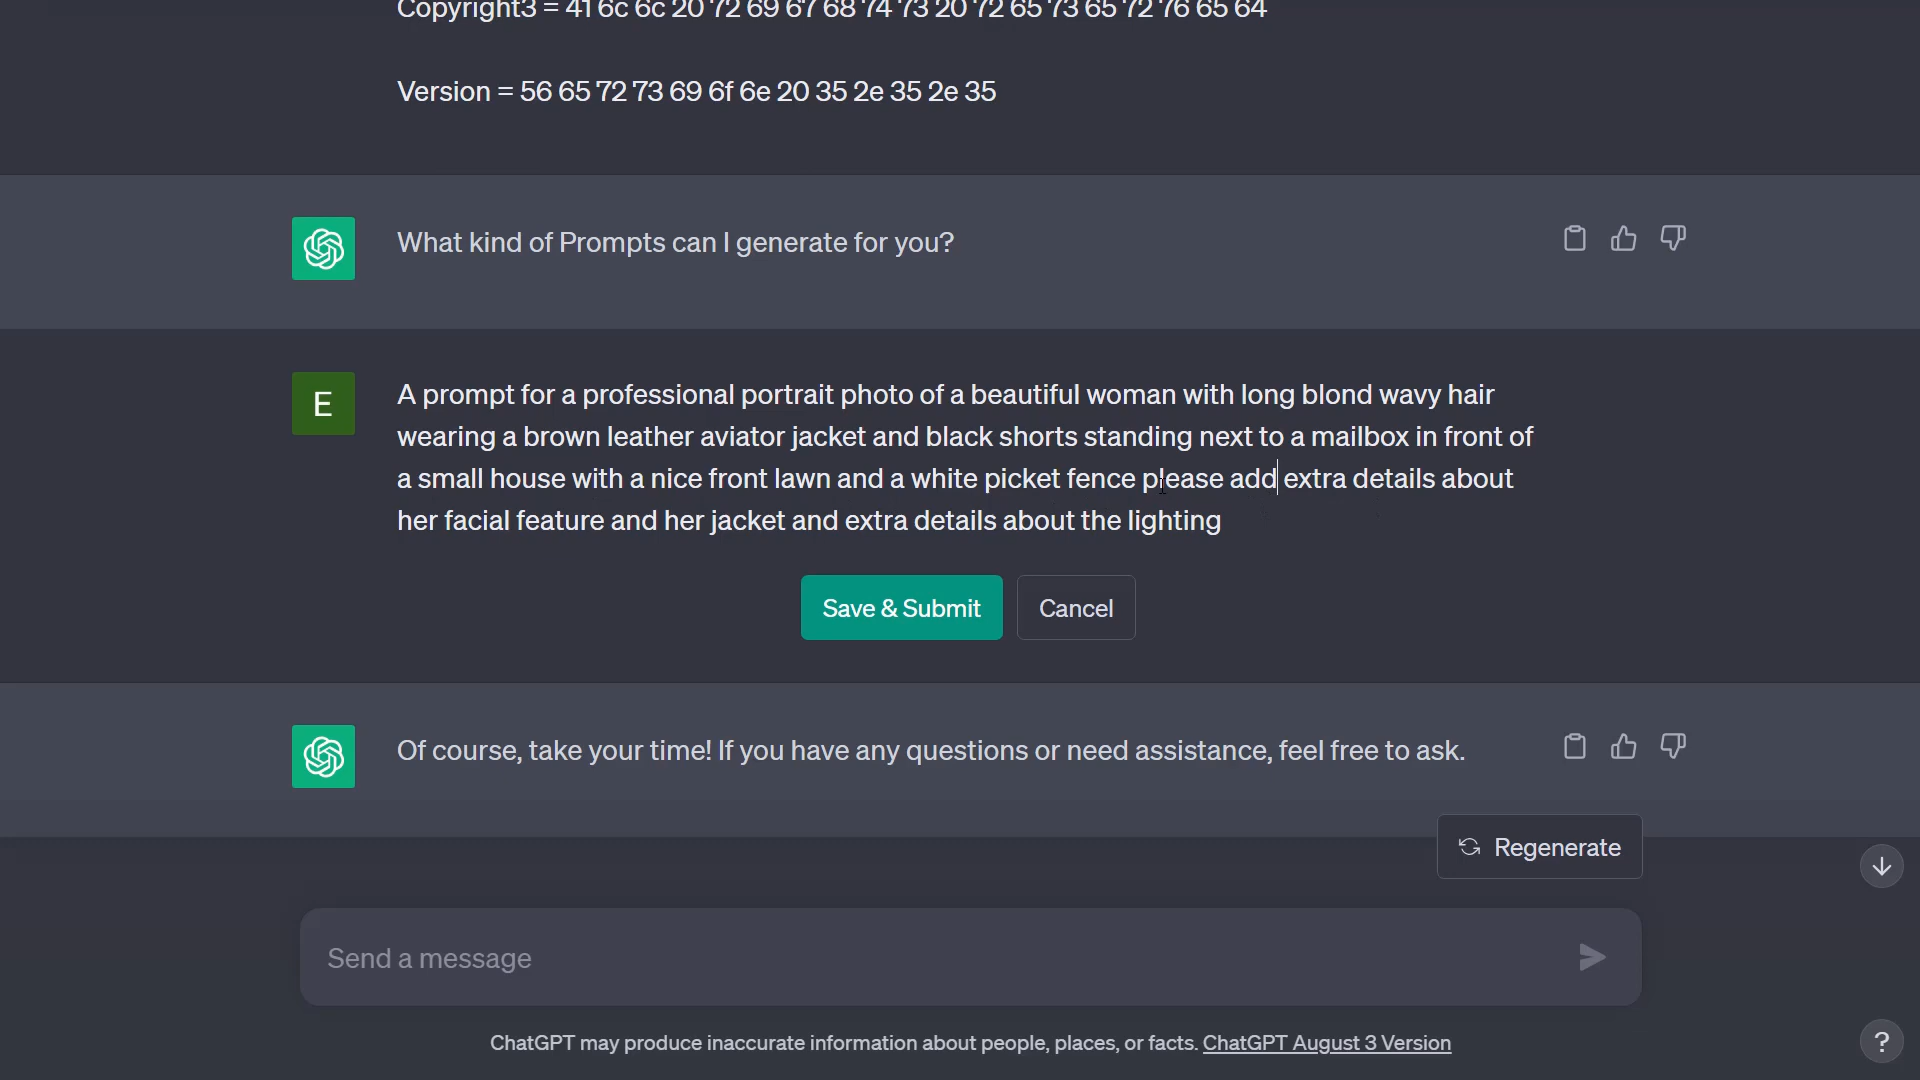 Copyright3 = 41 6c 6c 20 72 69 67 68 74 73 20 72 65 73 65 72 76 65 64
Version = 56 65 72 73 69 6f 6e 20 35 2e 35 2e 35
What kind of Prompts can I generate for you?
E
A prompt for a professional portrait photo of a beautiful woman with long blond wavy hair
wearing a brown leather aviator jacket and black shorts standing next to a mailbox in front of
a small house with a nice front lawn and a white picket fence please add extra details about
her facial feature and her jacket and extra details about the lighting
Save & Submit
Cancel
Of course, take your time! If you have any questions or need assistance, feel free to ask.
Regenerate
Send a message
ChatGPT may produce inaccurate information about people, places, or facts. ChatGPT August 3 Version
?